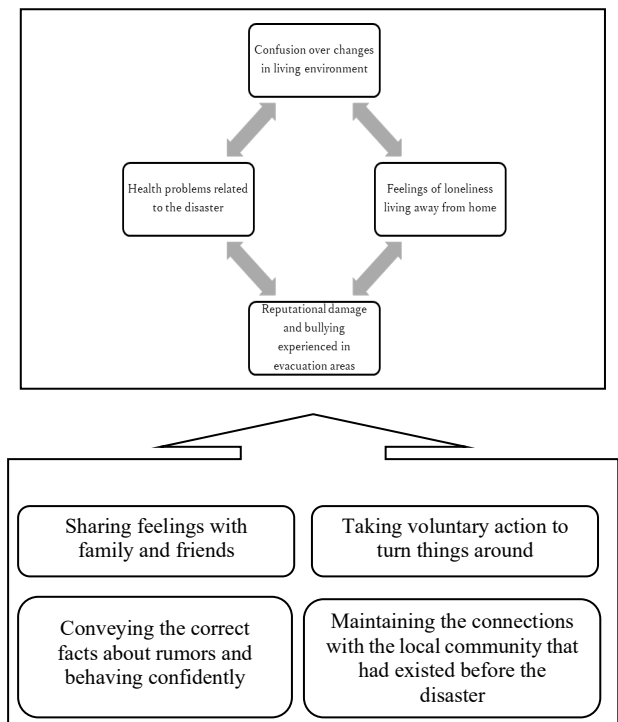 Confusion over changes
in living environment
Health problems related
to the disaster
Feelings of loneliness
living away from home
Reputational damage
and bullying
experienced in
evacuation areas
Sharing feelings with
family and friends
Taking voluntary action to
turn things around
Conveying the correct
facts about rumors and
behaving confidently
Maintaining the connections
with the local community that
had existed before the
disaster